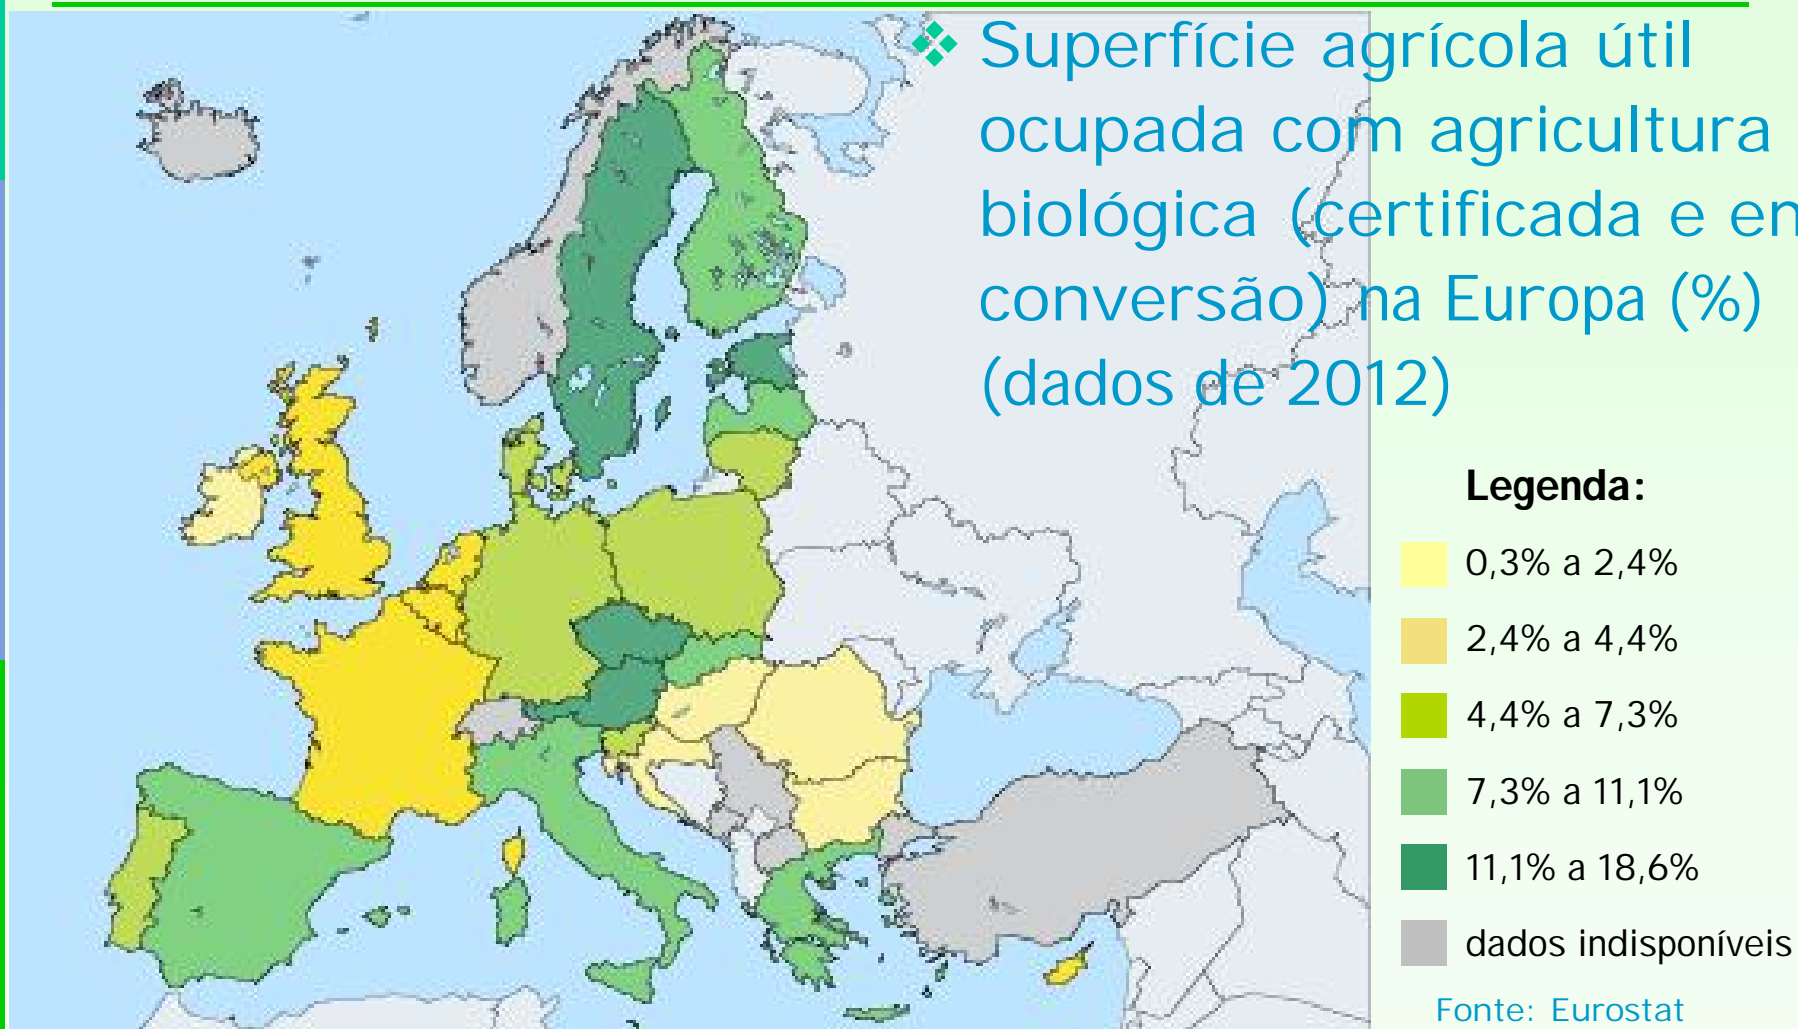 Superfície agrícola útil
ocupada com agricultura
biológica (certificada e en
conversão) na Europa (%)
(dados de 2012)
Legenda:
0,3% a 2,4%
2,4% a 4,4%
4,4% a 7,3%
7,3% a 11,1%
11,1% a 18,6%
dados indisponíveis
Fonte: Eurostat